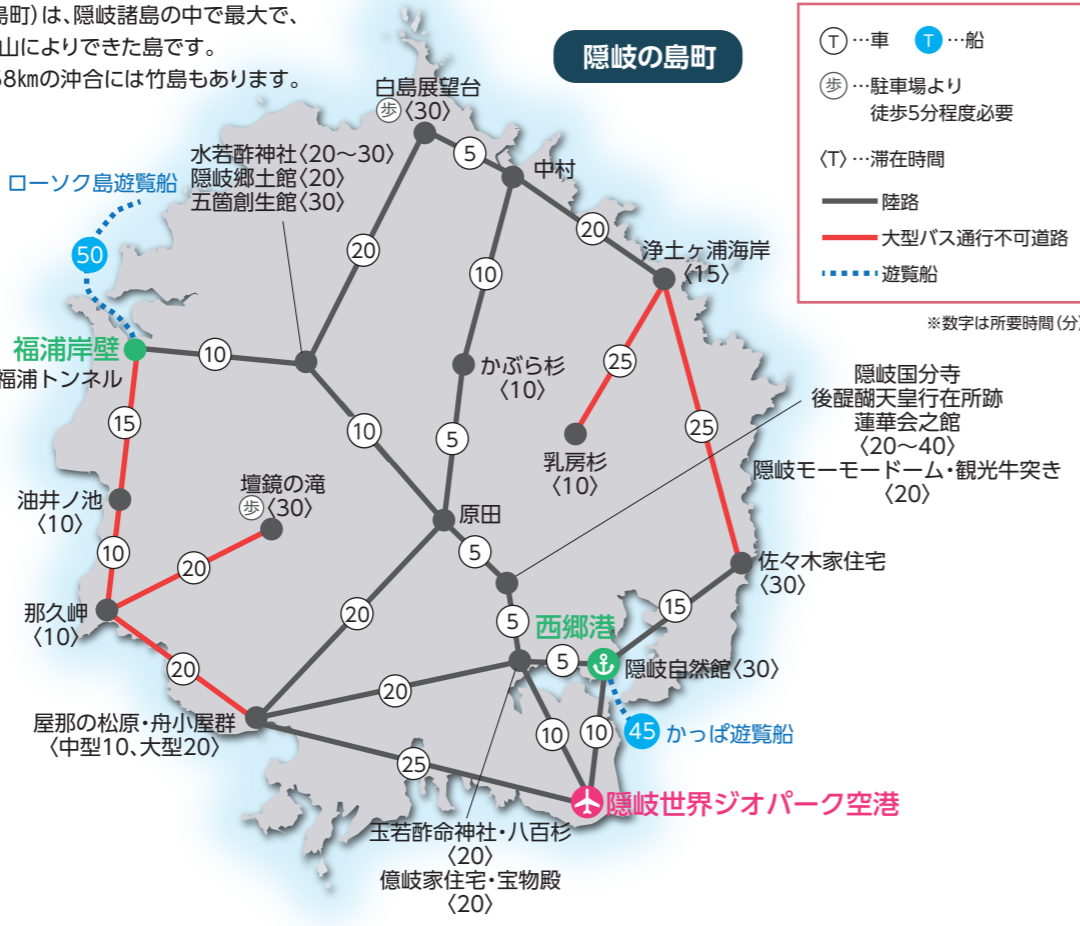 島町)は、隠岐諸島の中で最大で、
山によりできた島です。
8kmの沖合には竹島もあります。
隠岐の島町
T…車 T…船
歩…駐車場より
徒歩5分程度必要
〈T〉…滞在時間
陸路
大型バス通行不可道路
遊覧船
※数字は所要時間(分)
白島展望台
歩〈30〉
5
中村
水若酢神社〈20〜30〉
隠岐郷土館〈20〉
五箇創生館〈30〉
ローソク島遊覧船
50
20
20
10
浄土ヶ浦海岸
〈15〉
福浦岸壁
福浦トンネル
10
かぶら杉
〈10〉
25
25
隠岐国分寺
後醍醐天皇行在所跡
蓮華会之館
〈20〜40〉
隠岐モーモードーム・観光牛突き
〈20〉
15
10
5
乳房杉
〈10〉
油井ノ池
〈10〉
壇鏡の滝
歩〈30〉
原田
5
10
20
佐々木家住宅
〈30〉
那久岬
〈10〉
20
5
西郷港
15
20
20
5
隠岐自然館〈30〉
屋那の松原・舟小屋群
〈中型10、大型20〉
10
10
45
かっぱ遊覧船
25
隠岐世界ジオパーク空港
玉若酢命神社・八百杉
〈20〉
億岐家住宅・宝物殿
〈20〉